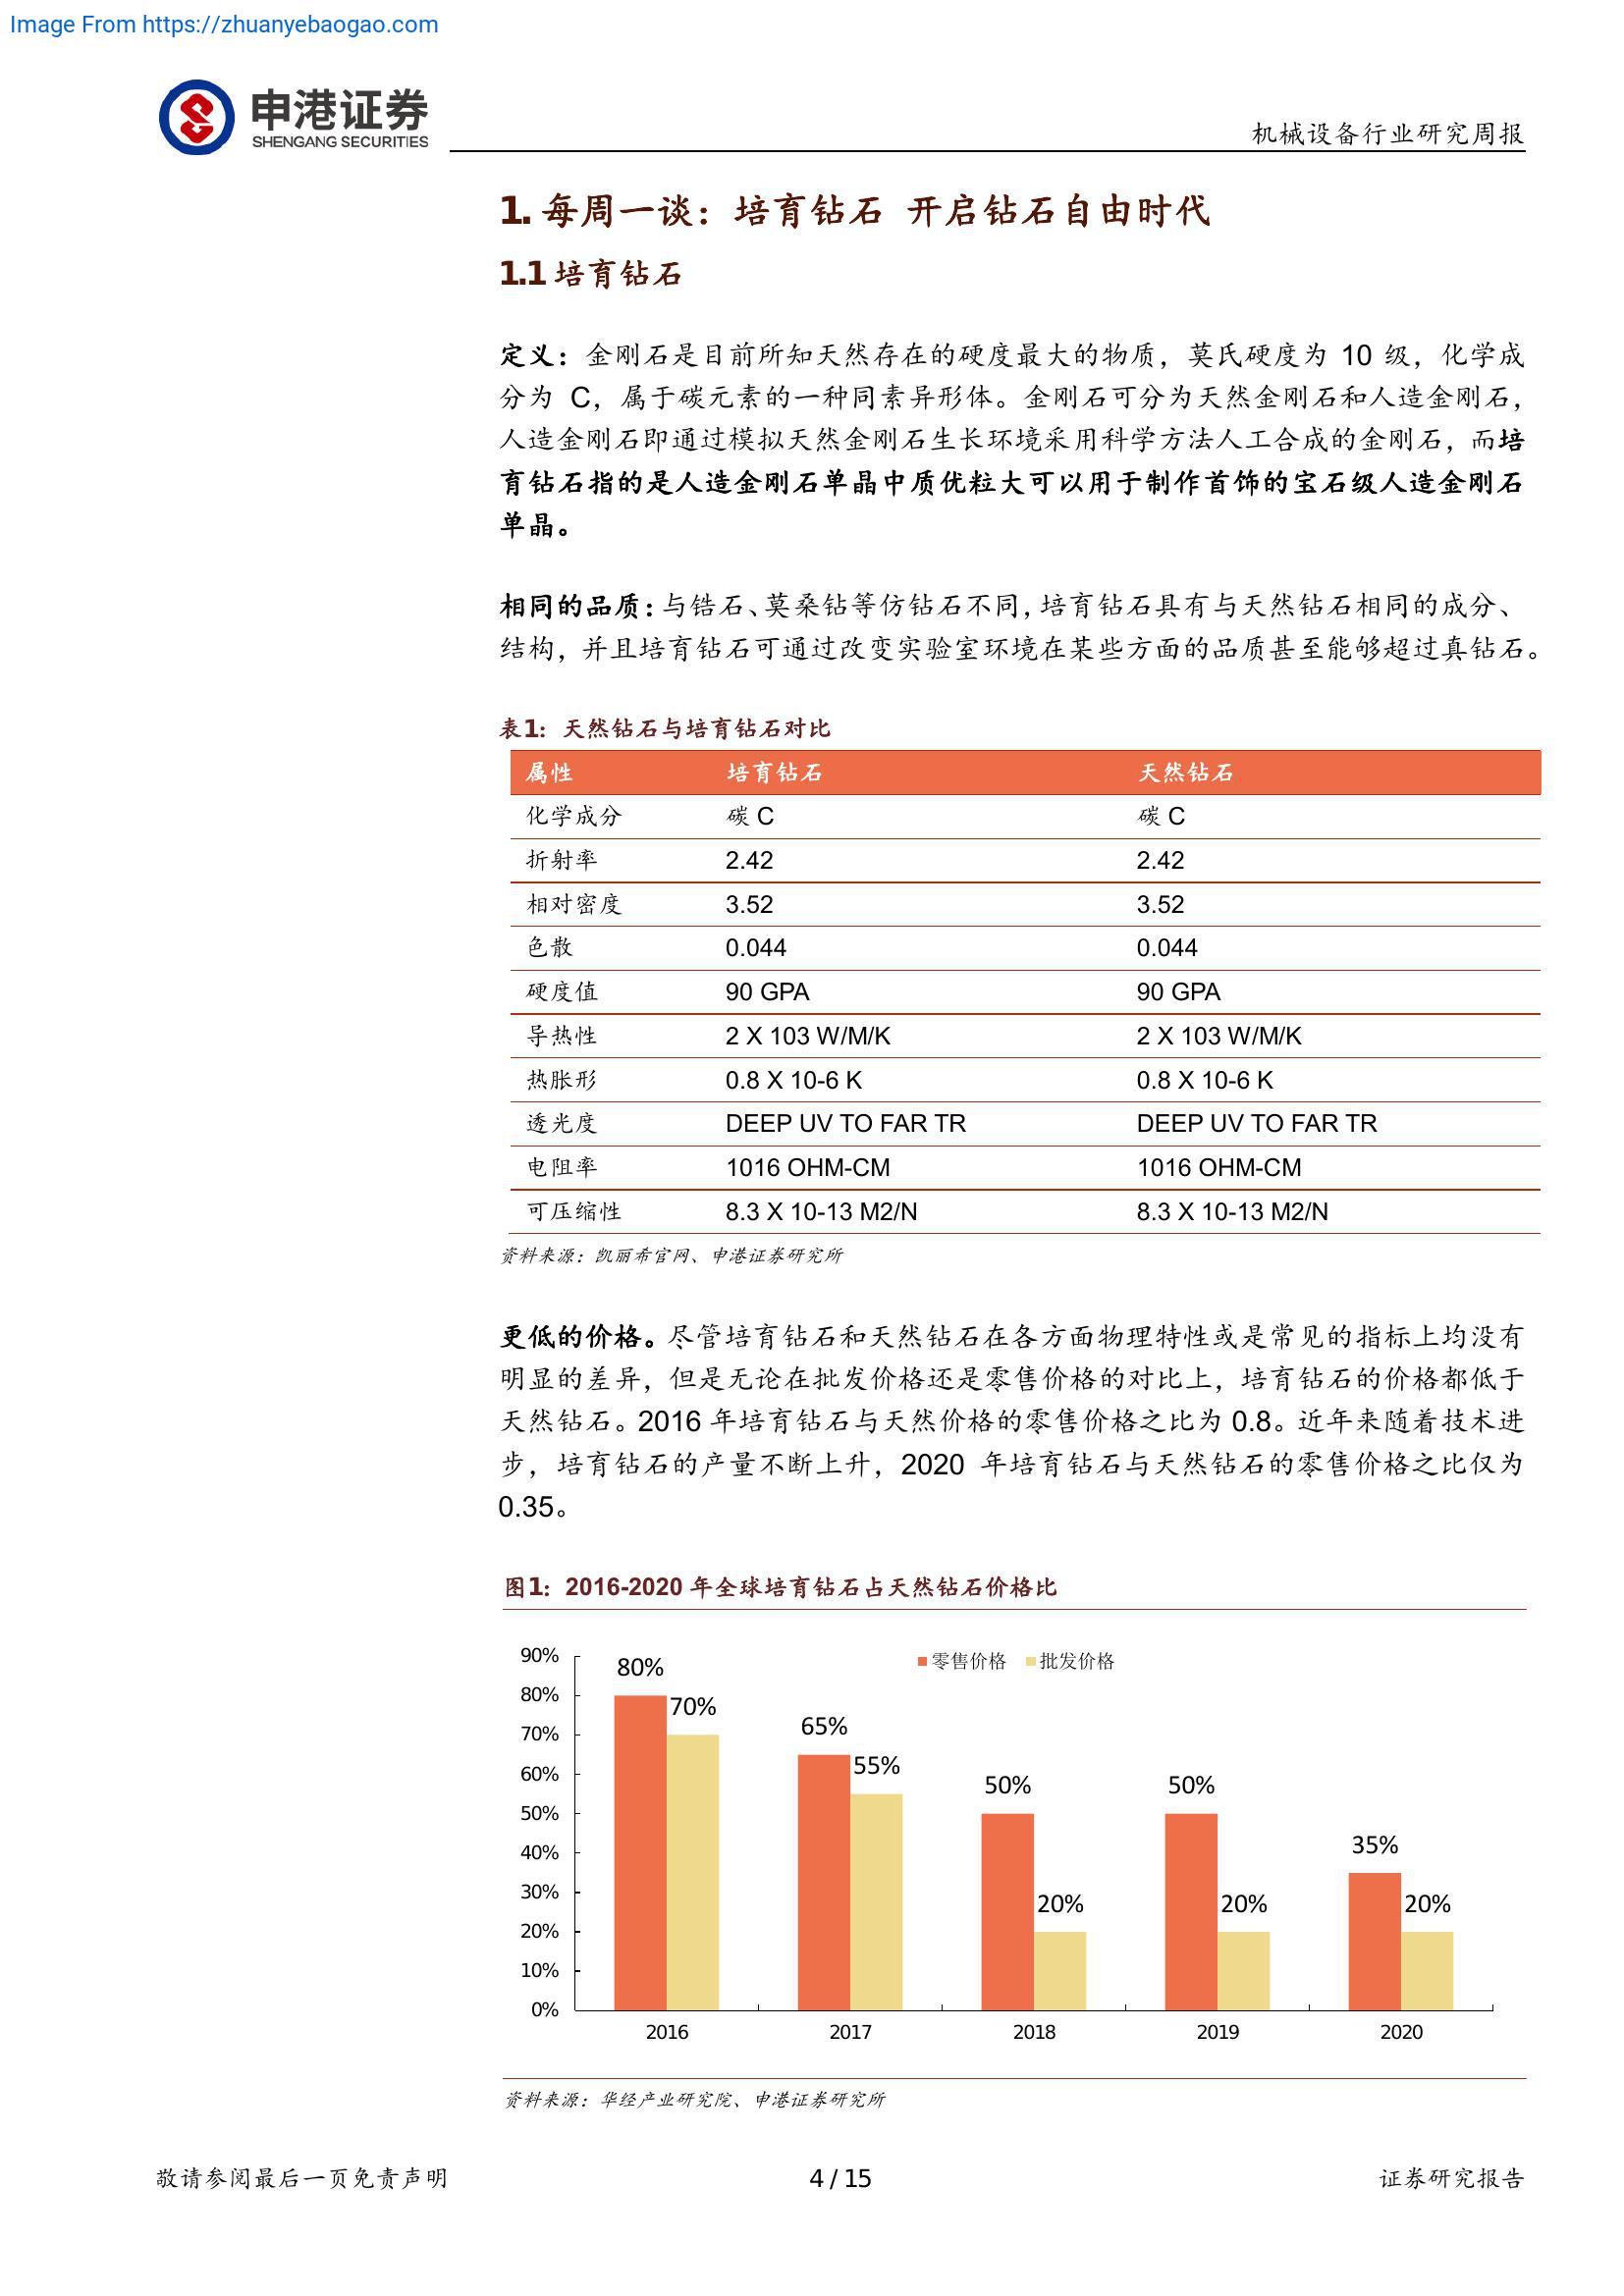 Image From https://zhuanyebaogao.com
申港证券
SHENGANG SECURITIES
机械设备行业研究周报
1. 每周一谈：培育钻石 开启钻石自由时代
1.1 培育钻石
定义：金刚石是目前所知天然存在的硬度最大的物质，莫氏硬度为 10 级，化学成
分为 C，属于碳元素的一种同素异形体。金刚石可分为天然金刚石和人造金刚石，
人造金刚石即通过模拟天然金刚石生长环境采用科学方法人工合成的金刚石，而培
育钻石指的是人造金刚石单晶中质优粒大可以用于制作首饰的宝石级人造金刚石
单晶。
相同的品质：与锆石、莫桑钻等仿钻石不同，培育钻石具有与天然钻石相同的成分、
结构，并且培育钻石可通过改变实验室环境在某些方面的品质甚至能够超过真钻石。
表1：天然钻石与培育钻石对比
属性 培育钻石 天然钻石
化学成分 碳 C 碳 C
折射率 2.42 2.42
相对密度 3.52 3.52
色散 0.044 0.044
硬度值 90 GPA 90 GPA
导热性 2 X 103 W/M/K 2 X 103 W/M/K
热胀形 0.8 X 10-6 K 0.8 X 10-6 K
透光度 DEEP UV TO FAR TR DEEP UV TO FAR TR
电阻率 1016 OHM-CM 1016 OHM-CM
可压缩性 8.3 X 10-13 M2/N 8.3 X 10-13 M2/N
资料来源：凯丽希官网、申港证券研究所
更低的价格。尽管培育钻石和天然钻石在各方面物理特性或是常见的指标上均没有
明显的差异，但是无论在批发价格还是零售价格的对比上，培育钻石的价格都低于
天然钻石。2016 年培育钻石与天然价格的零售价格之比为 0.8。近年来随着技术进
步，培育钻石的产量不断上升，2020 年培育钻石与天然钻石的零售价格之比仅为
0.35。
图1：2016-2020 年全球培育钻石占天然钻石价格比
零售价格 批发价格
90%
80%
70%
60%
50%
40%
30%
20%
10%
0%
80%
70%
65%
55%
50%
20%
50%
20%
35%
20%
2016 2017 2018 2019 2020
资料来源：华经产业研究院、申港证券研究所
敬请参阅最后一页免责声明 4 / 15 证券研究报告